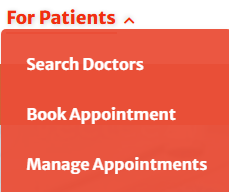 For Patients
Search Doctors
Book Appointment
Manage Appointments